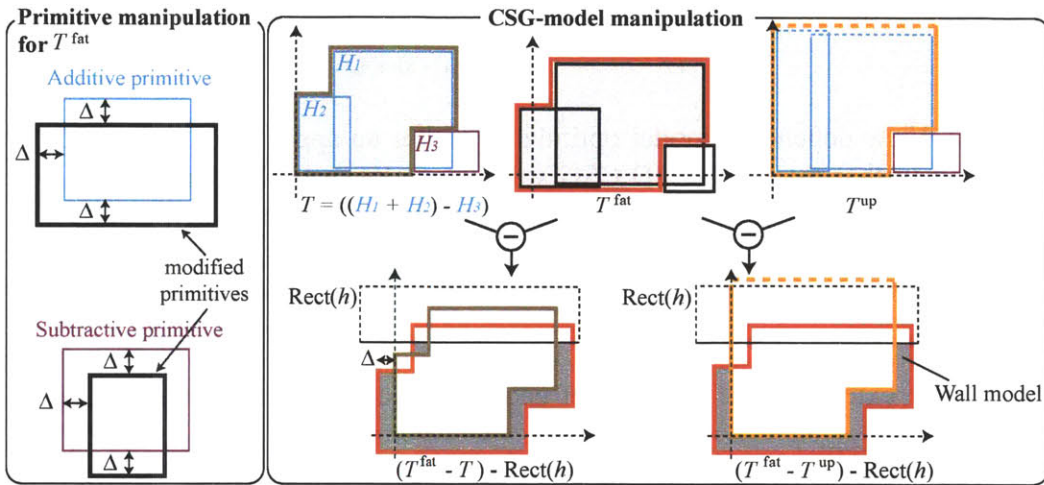 Primitive manipulation
for T^fat
Additive primitive
Δ
Δ
Δ
modified
primitives
Subtractive primitive
Δ
Δ
Δ
CSG-model manipulation
H1
H2
H3
T = ((H1 + H2) - H3)
T^fat
T^up
−
−
Rect(h)
Δ
(T^fat - T) - Rect(h)
Rect(h)
Wall model
(T^fat - T^up) - Rect(h)